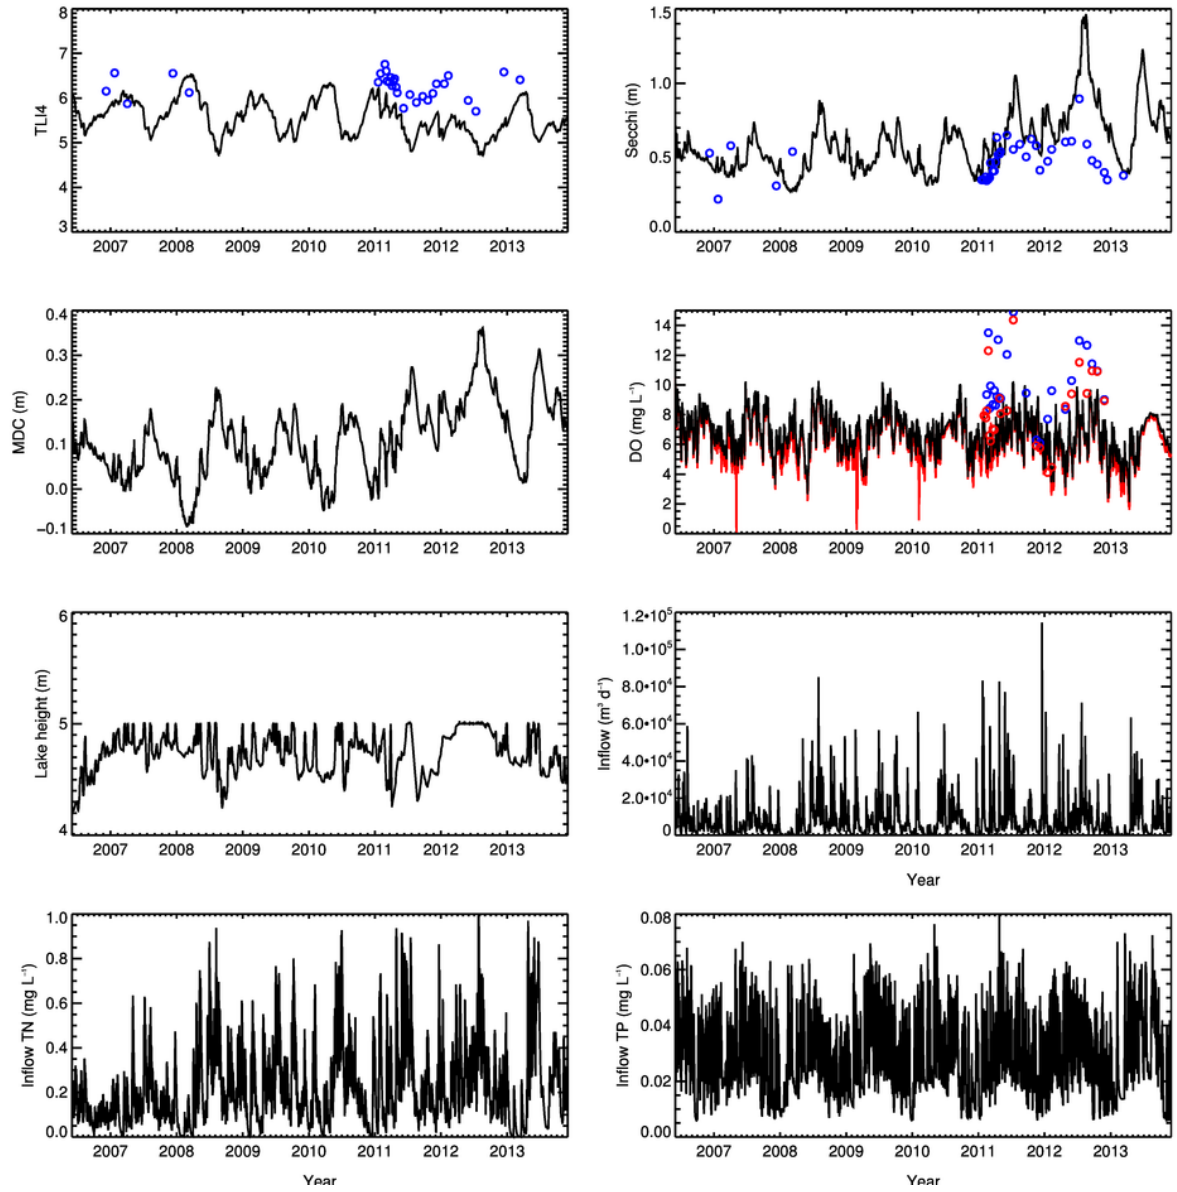 8
7
6
5
4
3
TLI4
2007 2008 2009 2010 2011 2012 2013
1.5
1.0
0.5
0.0
Secchi (m)
2007 2008 2009 2010 2011 2012 2013
0.4
0.3
0.2
0.1
0.0
−0.1
MDC (m)
2007 2008 2009 2010 2011 2012 2013
14
12
10
8
6
4
2
0
DO (mg L⁻¹)
2007 2008 2009 2010 2011 2012 2013
6
5
4
Lake height (m)
2007 2008 2009 2010 2011 2012 2013
1.2•10⁵
1.0•10⁵
8.0•10⁴
6.0•10⁴
4.0•10⁴
2.0•10⁴
0
Inflow (m³ d⁻¹)
2007 2008 2009 2010 2011 2012 2013
Year
1.0
0.8
0.6
0.4
0.2
0.0
Inflow TN (mg L⁻¹)
2007 2008 2009 2010 2011 2012 2013
Year
0.08
0.06
0.04
0.02
0.00
Inflow TP (mg L⁻¹)
2007 2008 2009 2010 2011 2012 2013
Year